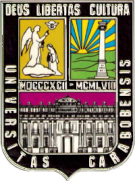 DEUS LIBERTAS CULTURA
MDCCCXCII - MCMLVIII
UNIVERSITAS
CARABOBENSIS